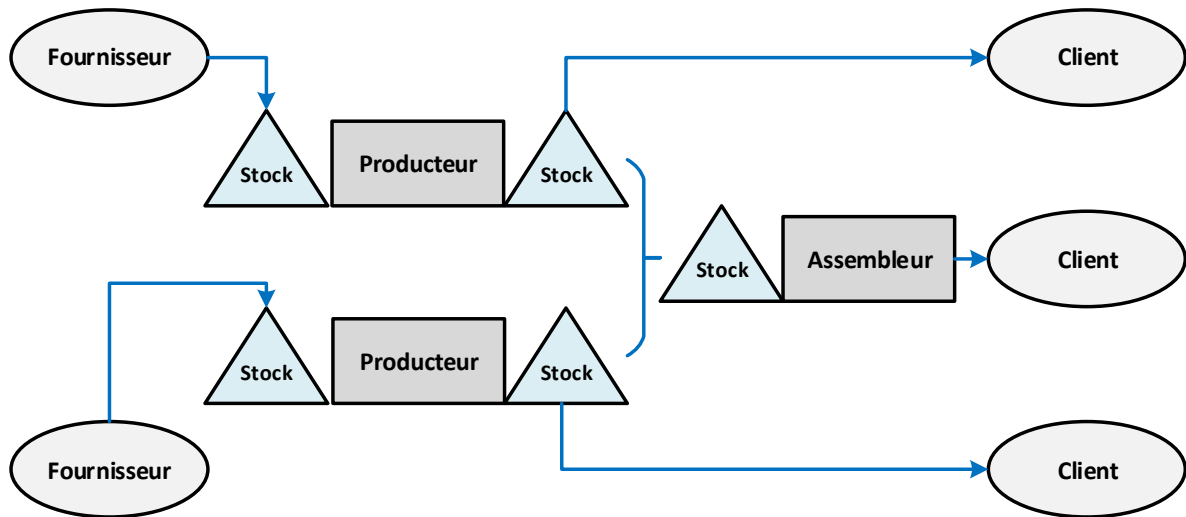 Fournisseur
Client
Stock
Producteur
Stock
Stock
Assembleur
Client
Stock
Producteur
Stock
Fournisseur
Client